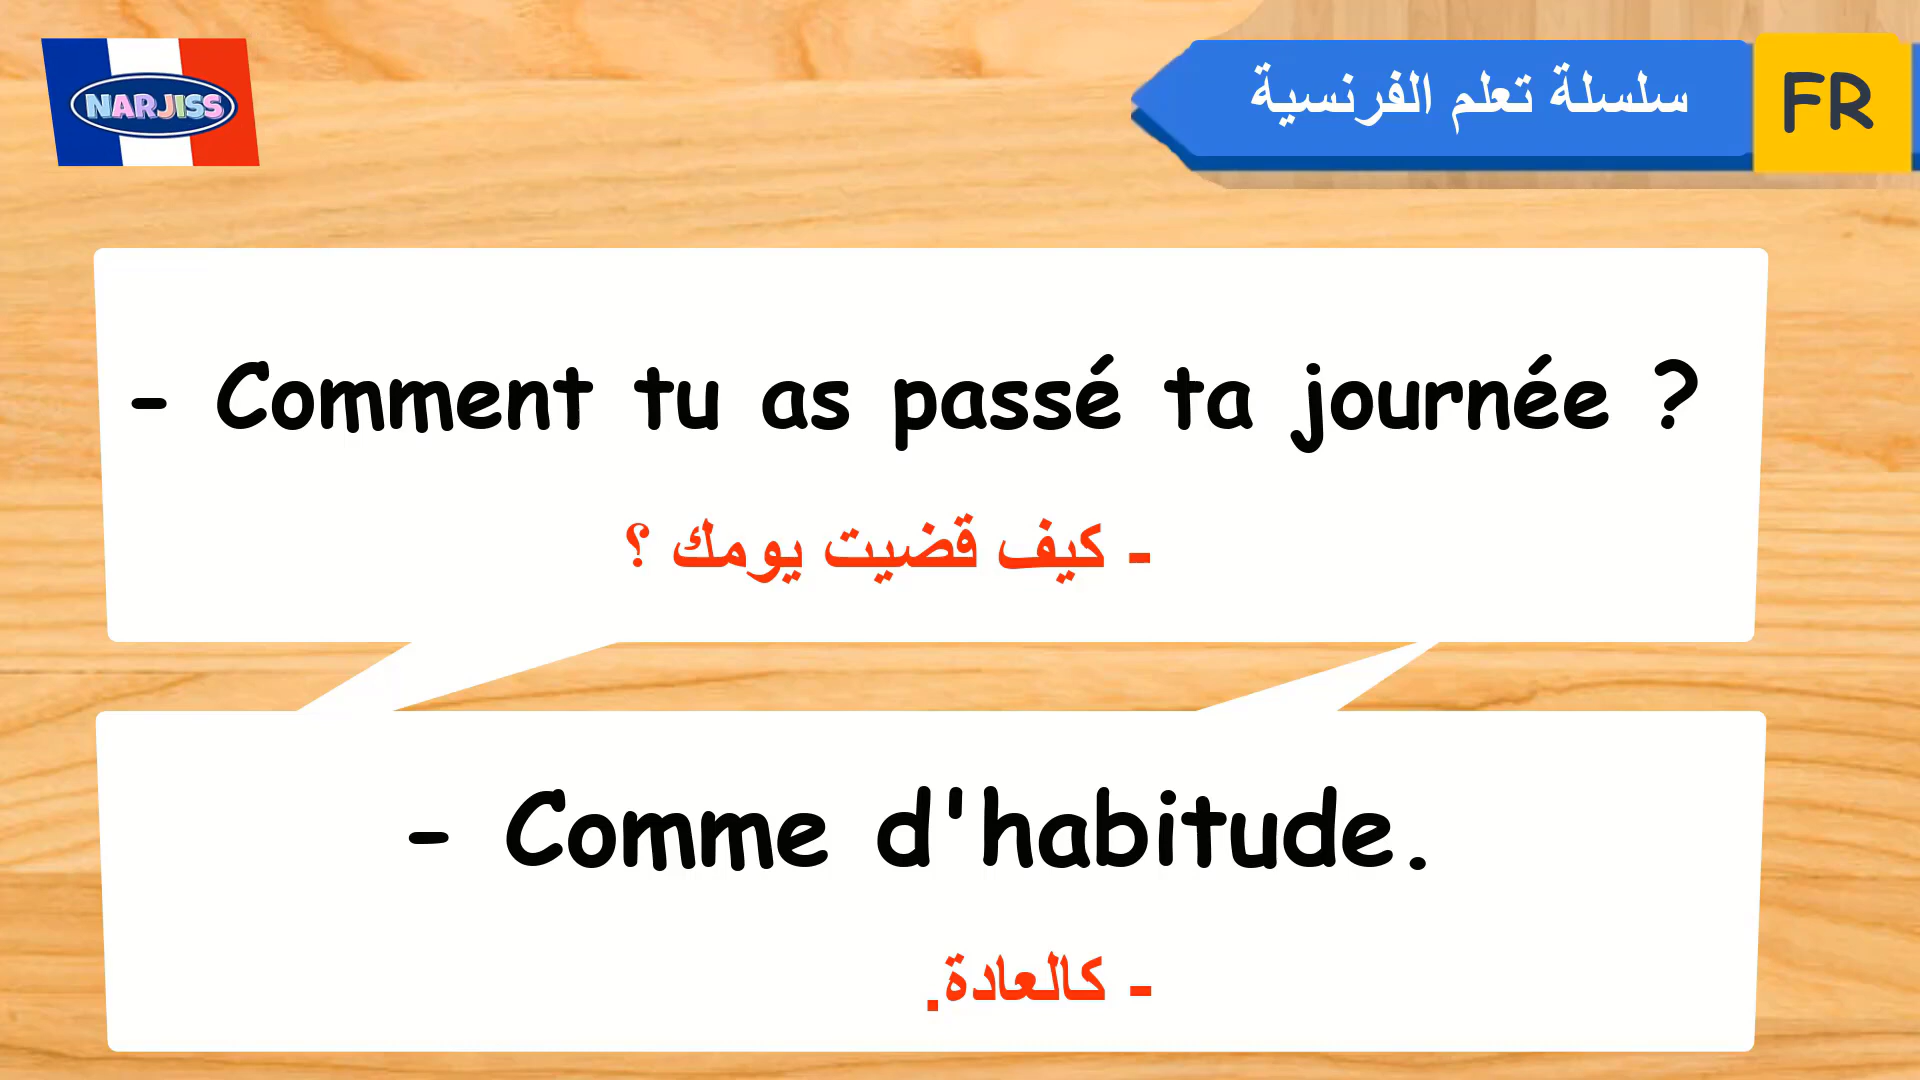 NARJISS
سلسلة تعلم الفرنسية
FR
- Comment tu as passé ta journée ?
- كيف قضيت يومك ؟
- Comme d'habitude.
- كالعادة.